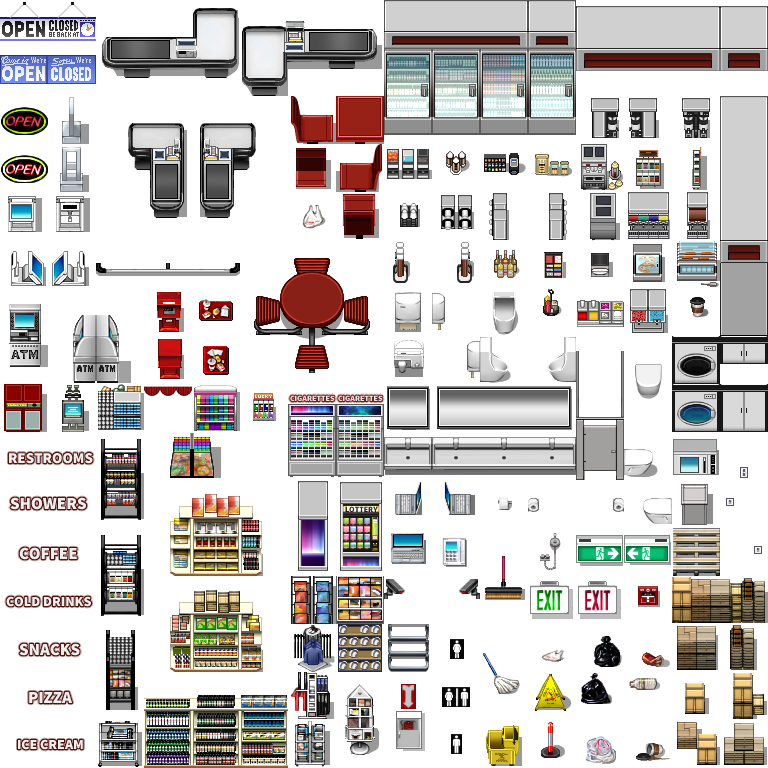 OPEN CLOSED
BE BACK AT
Come in We're Sorry We're
OPEN CLOSED
OPEN
OPEN
ATM
ATM ATM
LUCKY
CIGARETTES CIGARETTES
RESTROOMS
SHOWERS
LOTTERY
COFFEE
EXIT EXIT
COLD DRINKS
SNACKS
PIZZA
ICE CREAM